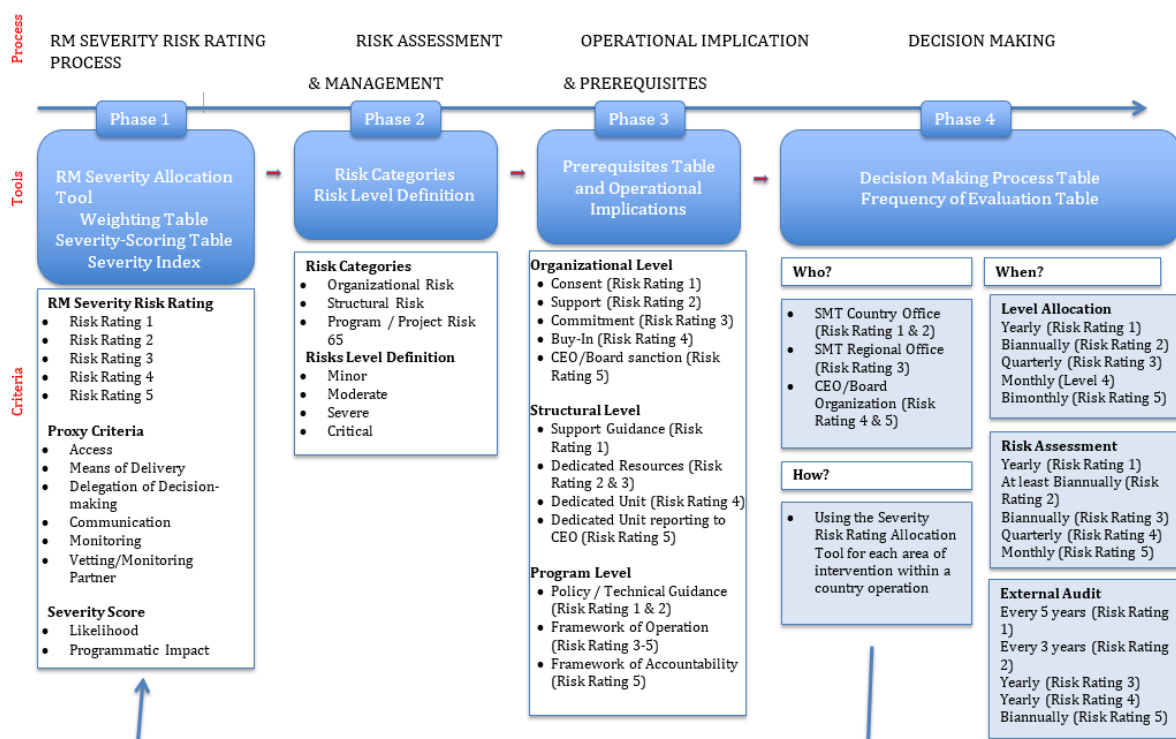 Process
RM SEVERITY RISK RATING
PROCESS
RISK ASSESSMENT
& MANAGEMENT
OPERATIONAL IMPLICATION
& PREREQUISITES
DECISION MAKING
Phase 1
Phase 2
Phase 3
Phase 4
Tools
RM Severity Allocation
Tool
Weighting Table
Severity-Scoring Table
Severity Index
Risk Categories
Risk Level Definition
Prerequisites Table
and Operational
Implications
Decision Making Process Table
Frequency of Evaluation Table
Criteria
RM Severity Risk Rating
• Risk Rating 1
• Risk Rating 2
• Risk Rating 3
• Risk Rating 4
• Risk Rating 5
Proxy Criteria
• Access
• Means of Delivery
• Delegation of Decision-
making
• Communication
• Monitoring
• Vetting/Monitoring
Partner
Severity Score
• Likelihood
• Programmatic Impact
Risk Categories
• Organizational Risk
• Structural Risk
• Program / Project Risk
65
Risks Level Definition
• Minor
• Moderate
• Severe
• Critical
Organizational Level
• Consent (Risk Rating 1)
• Support (Risk Rating 2)
• Commitment (Risk Rating 3)
• Buy-In (Risk Rating 4)
• CEO/Board sanction (Risk
Rating 5)
Structural Level
• Support Guidance (Risk
Rating 1)
• Dedicated Resources (Risk
Rating 2 & 3)
• Dedicated Unit (Risk Rating 4)
• Dedicated Unit reporting to
CEO (Risk Rating 5)
Program Level
• Policy / Technical Guidance
(Risk Rating 1 & 2)
• Framework of Operation
(Risk Rating 3-5)
• Framework of Accountability
(Risk Rating 5)
Who?
• SMT Country Office
(Risk Rating 1 & 2)
• SMT Regional Office
(Risk Rating 3)
• CEO/Board
Organization (Risk
Rating 4 & 5)
How?
• Using the Severity
Risk Rating Allocation
Tool for each area of
intervention within a
country operation
When?
Level Allocation
Yearly (Risk Rating 1)
Biannually (Risk Rating 2)
Quarterly (Risk Rating 3)
Monthly (Level 4)
Bimonthly (Risk Rating 5)
Risk Assessment
Yearly (Risk Rating 1)
At least Biannually (Risk
Rating 2)
Biannually (Risk Rating 3)
Quarterly (Risk Rating 4)
Monthly (Risk Rating 5)
External Audit
Every 5 years (Risk Rating
1)
Every 3 years (Risk Rating
2)
Yearly (Risk Rating 3)
Yearly (Risk Rating 4)
Biannually (Risk Rating 5)